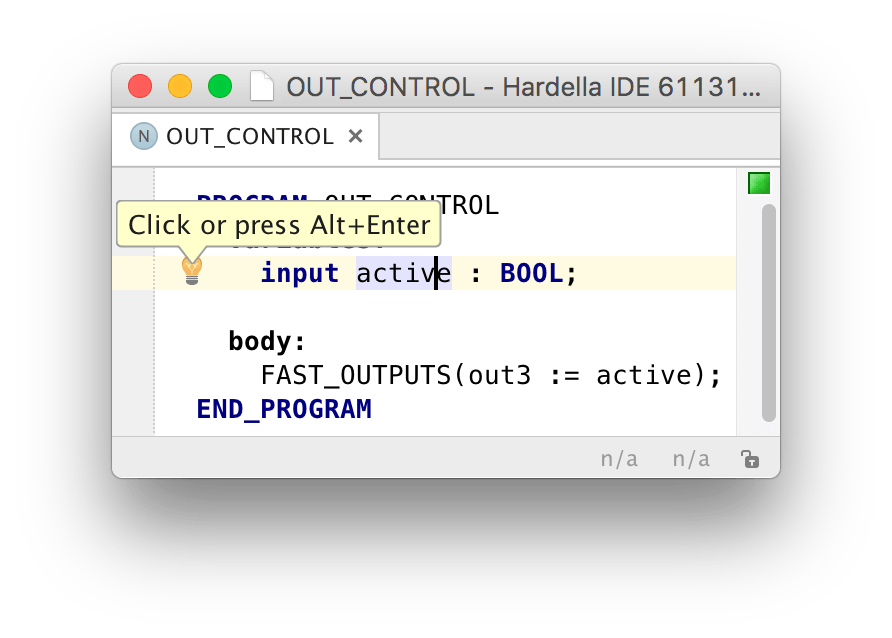 OUT_CONTROL - Hardella IDE 61131...
N OUT_CONTROL ×
PROGRAM OUT_CONTROL
Click or press Alt+Enter
input active : BOOL;
body:
FAST_OUTPUTS(out3 := active);
END_PROGRAM
n/a n/a